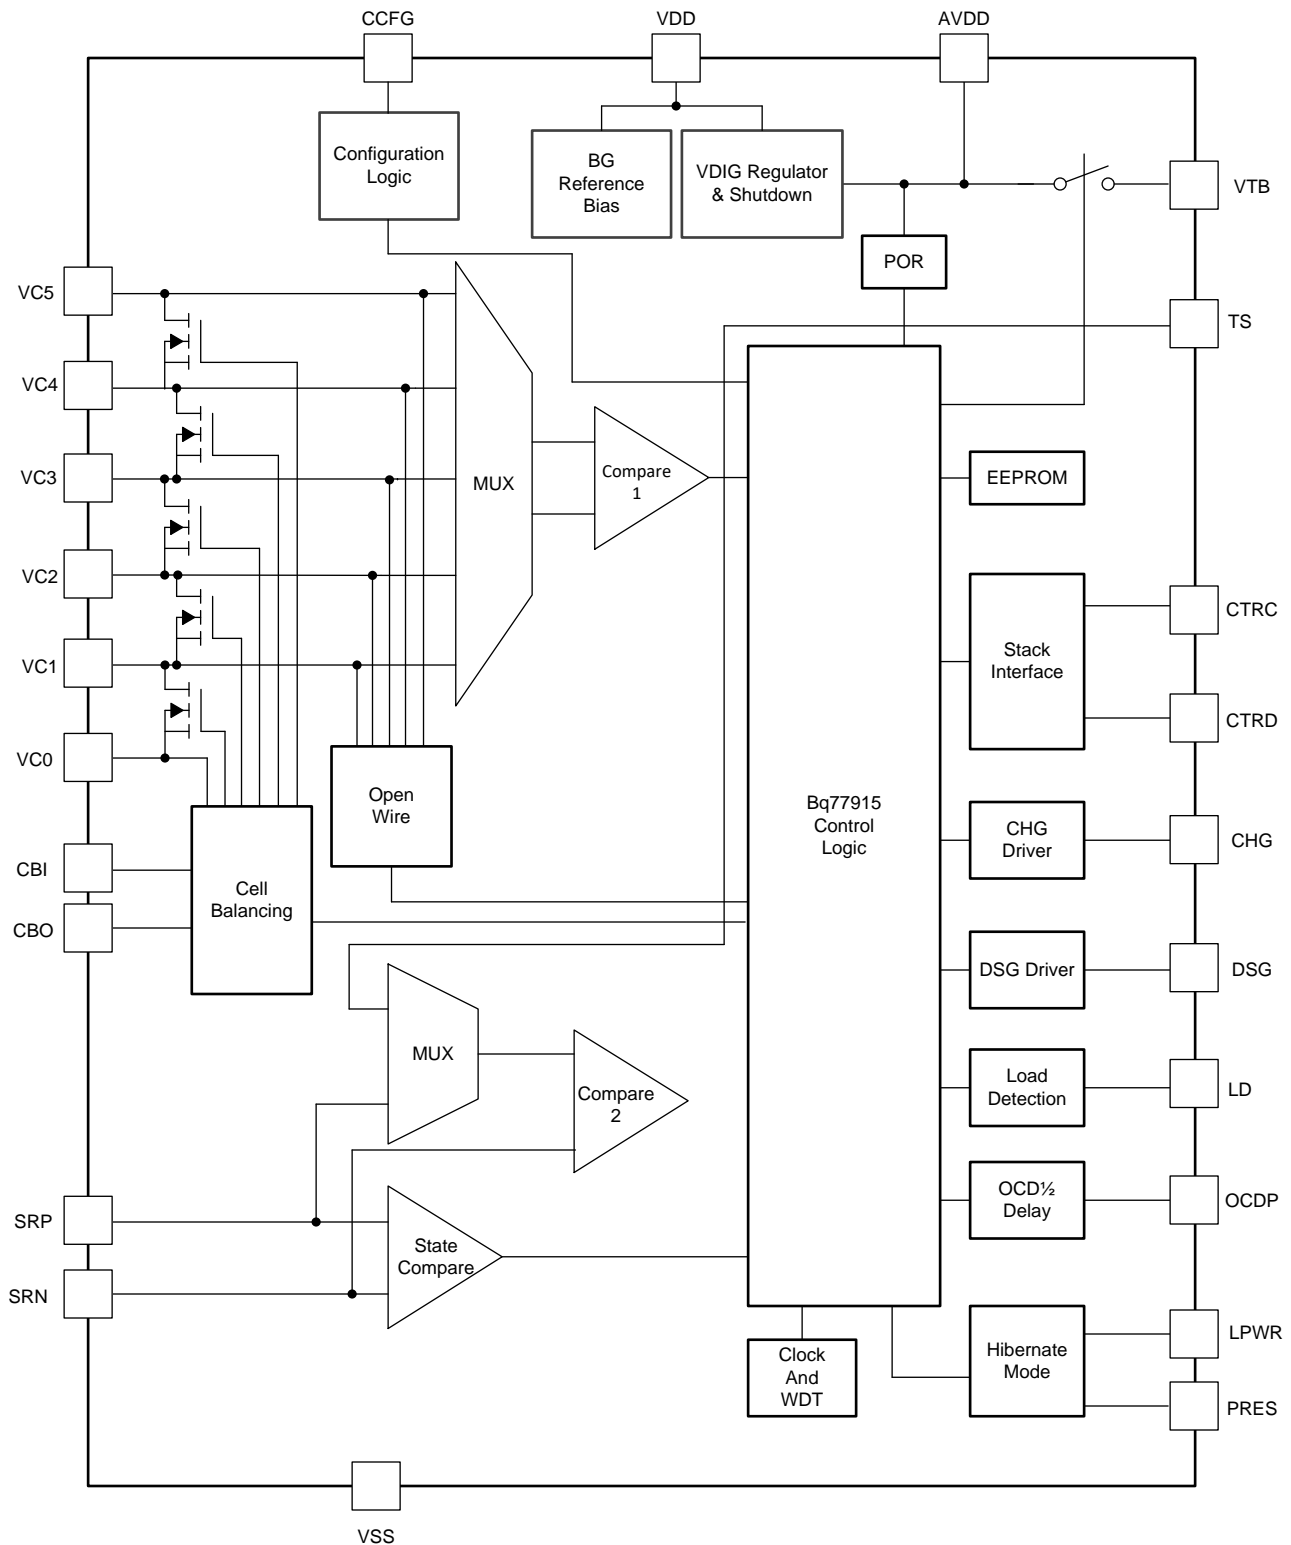 CCFG
VDD
AVDD
Configuration
Logic
BG
Reference
Bias
VDIG Regulator
& Shutdown
VTB
POR
VC5
TS
VC4
VC3
MUX
Compare
1
EEPROM
VC2
CTRC
Stack
Interface
VC1
CTRD
VC0
Open
Wire
Bq77915
Control
Logic
CHG
Driver
CHG
CBI
Cell
Balancing
CBO
DSG Driver
DSG
MUX
Compare
2
Load
Detection
LD
SRP
OCD½
Delay
OCDP
State
Compare
SRN
Clock
And
WDT
Hibernate
Mode
LPWR
PRES
VSS